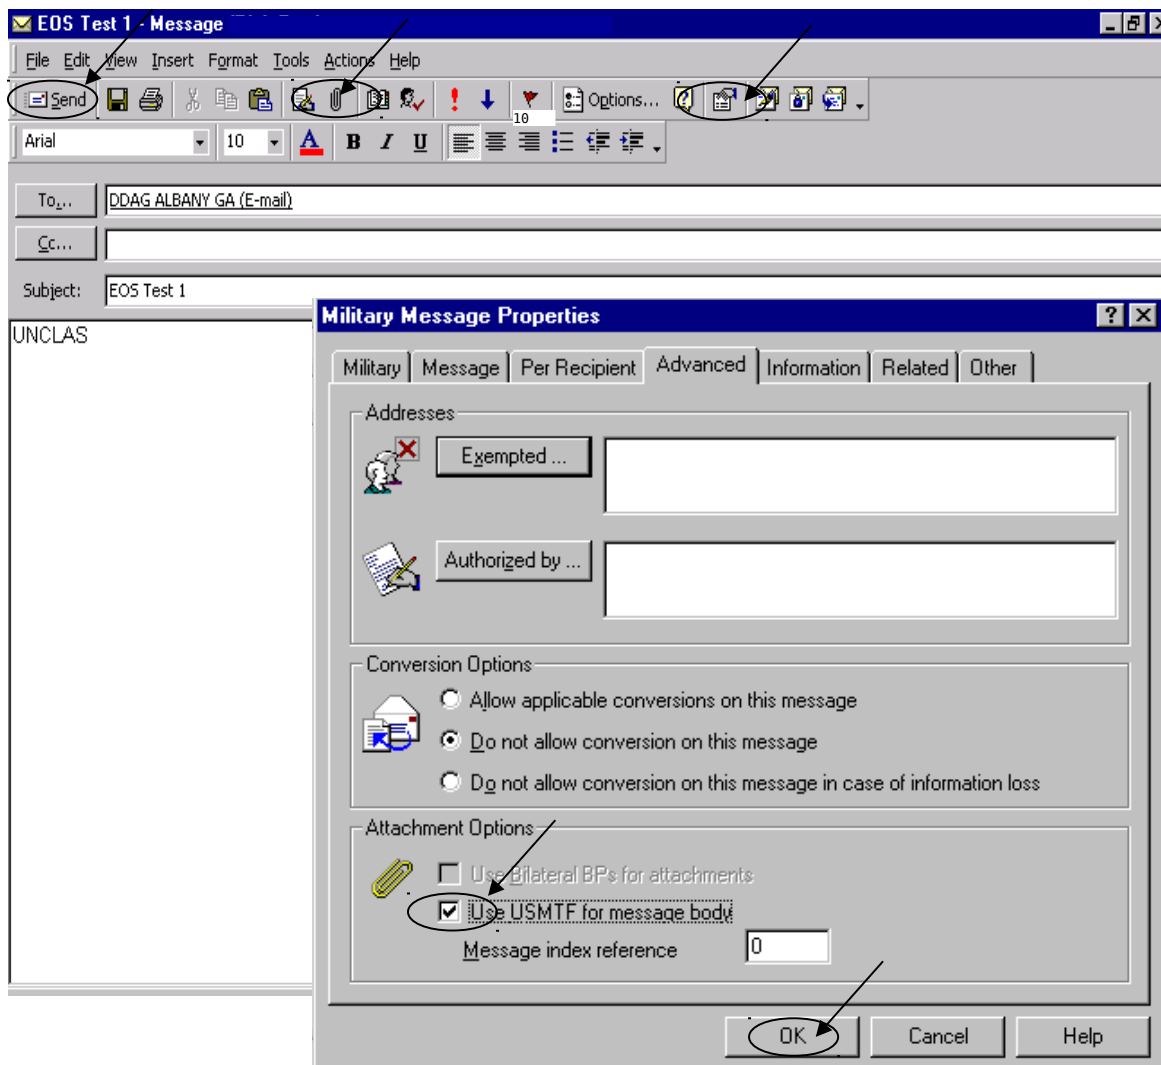 EOS Test 1 - Message
File Edit View Insert Format Tools Actions Help
Send Options...
10
Arial 10 A B I U
To... DDAG ALBANY GA (E-mail)
Cc...
Subject: EOS Test 1
UNCLAS
Military Message Properties
Military Message Per Recipient Advanced Information Related Other
Addresses
Exempted ...
Authorized by ...
Conversion Options
Allow applicable conversions on this message
Do not allow conversion on this message
Do not allow conversion on this message in case of information loss
Attachment Options
Use Bilateral BPs for attachments
Use USMTF for message body
Message index reference 0
OK Cancel Help